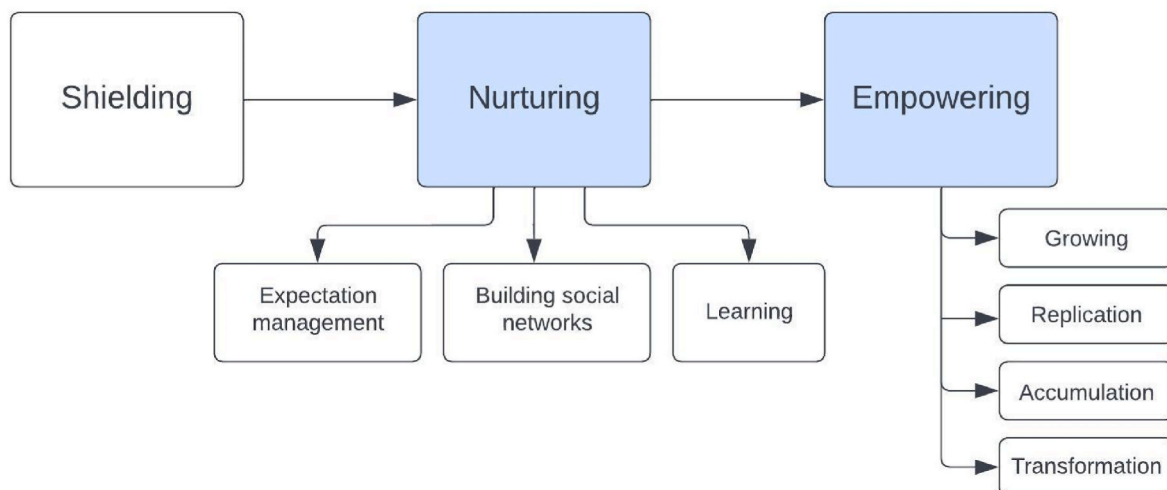 Shielding
Nurturing
Empowering
Expectation
management
Building social
networks
Learning
Growing
Replication
Accumulation
Transformation